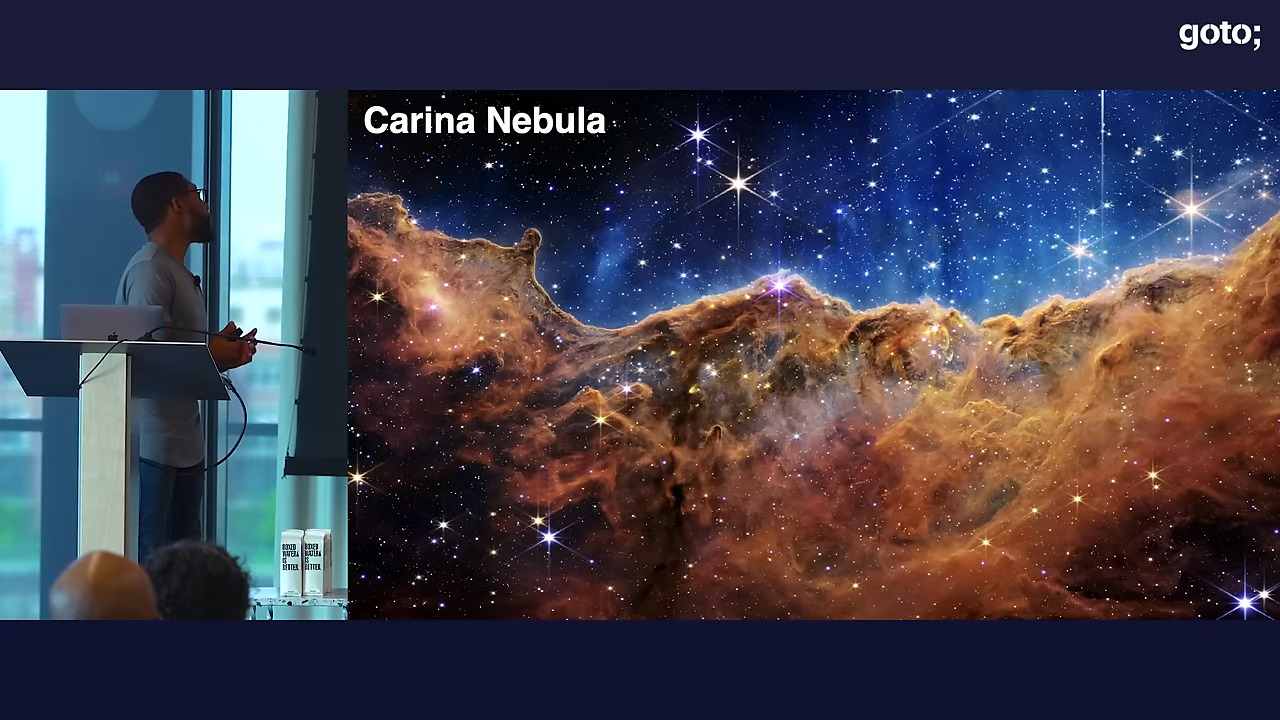 goto;
Carina Nebula
BOXED
WATER
IS
BETTER.
BOXED
WATER
IS
BETTER.